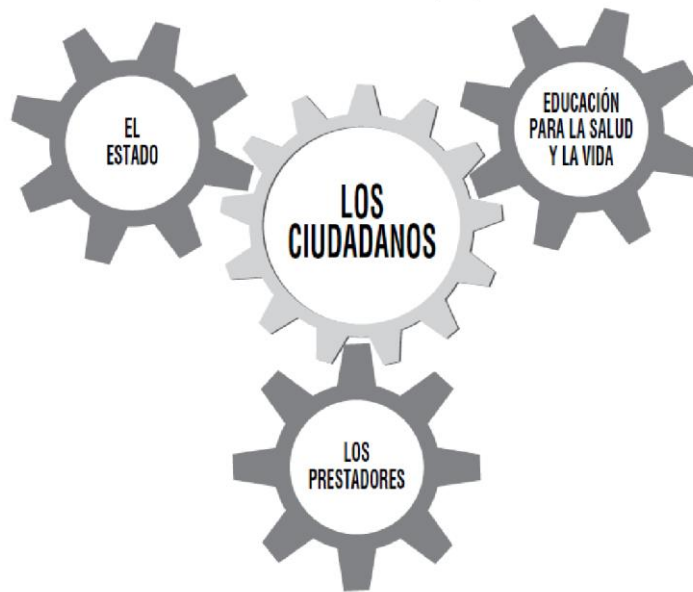 EL
ESTADO
EDUCACIÓN
PARA LA SALUD
Y LA VIDA
LOS
CIUDADANOS
LOS
PRESTADORES